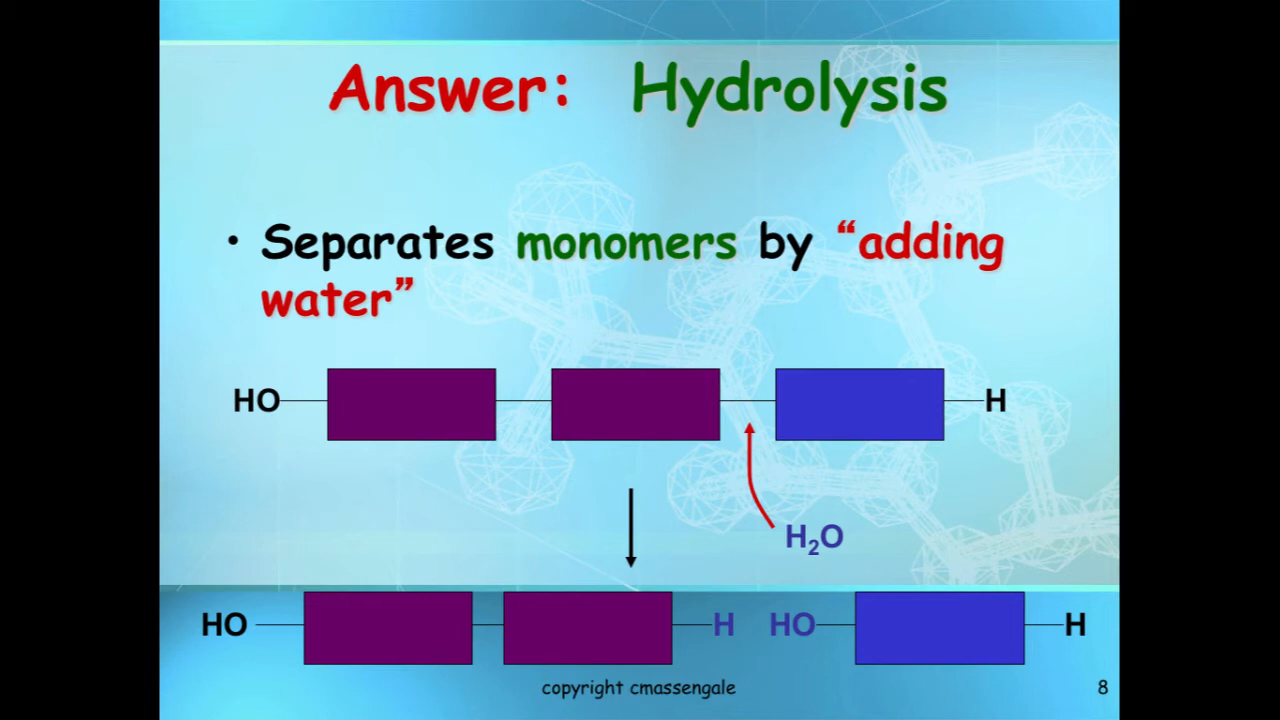 Answer: Hydrolysis
• Separates monomers by “adding
water”
HO H
H₂O
HO H HO H
copyright cmassengale 8